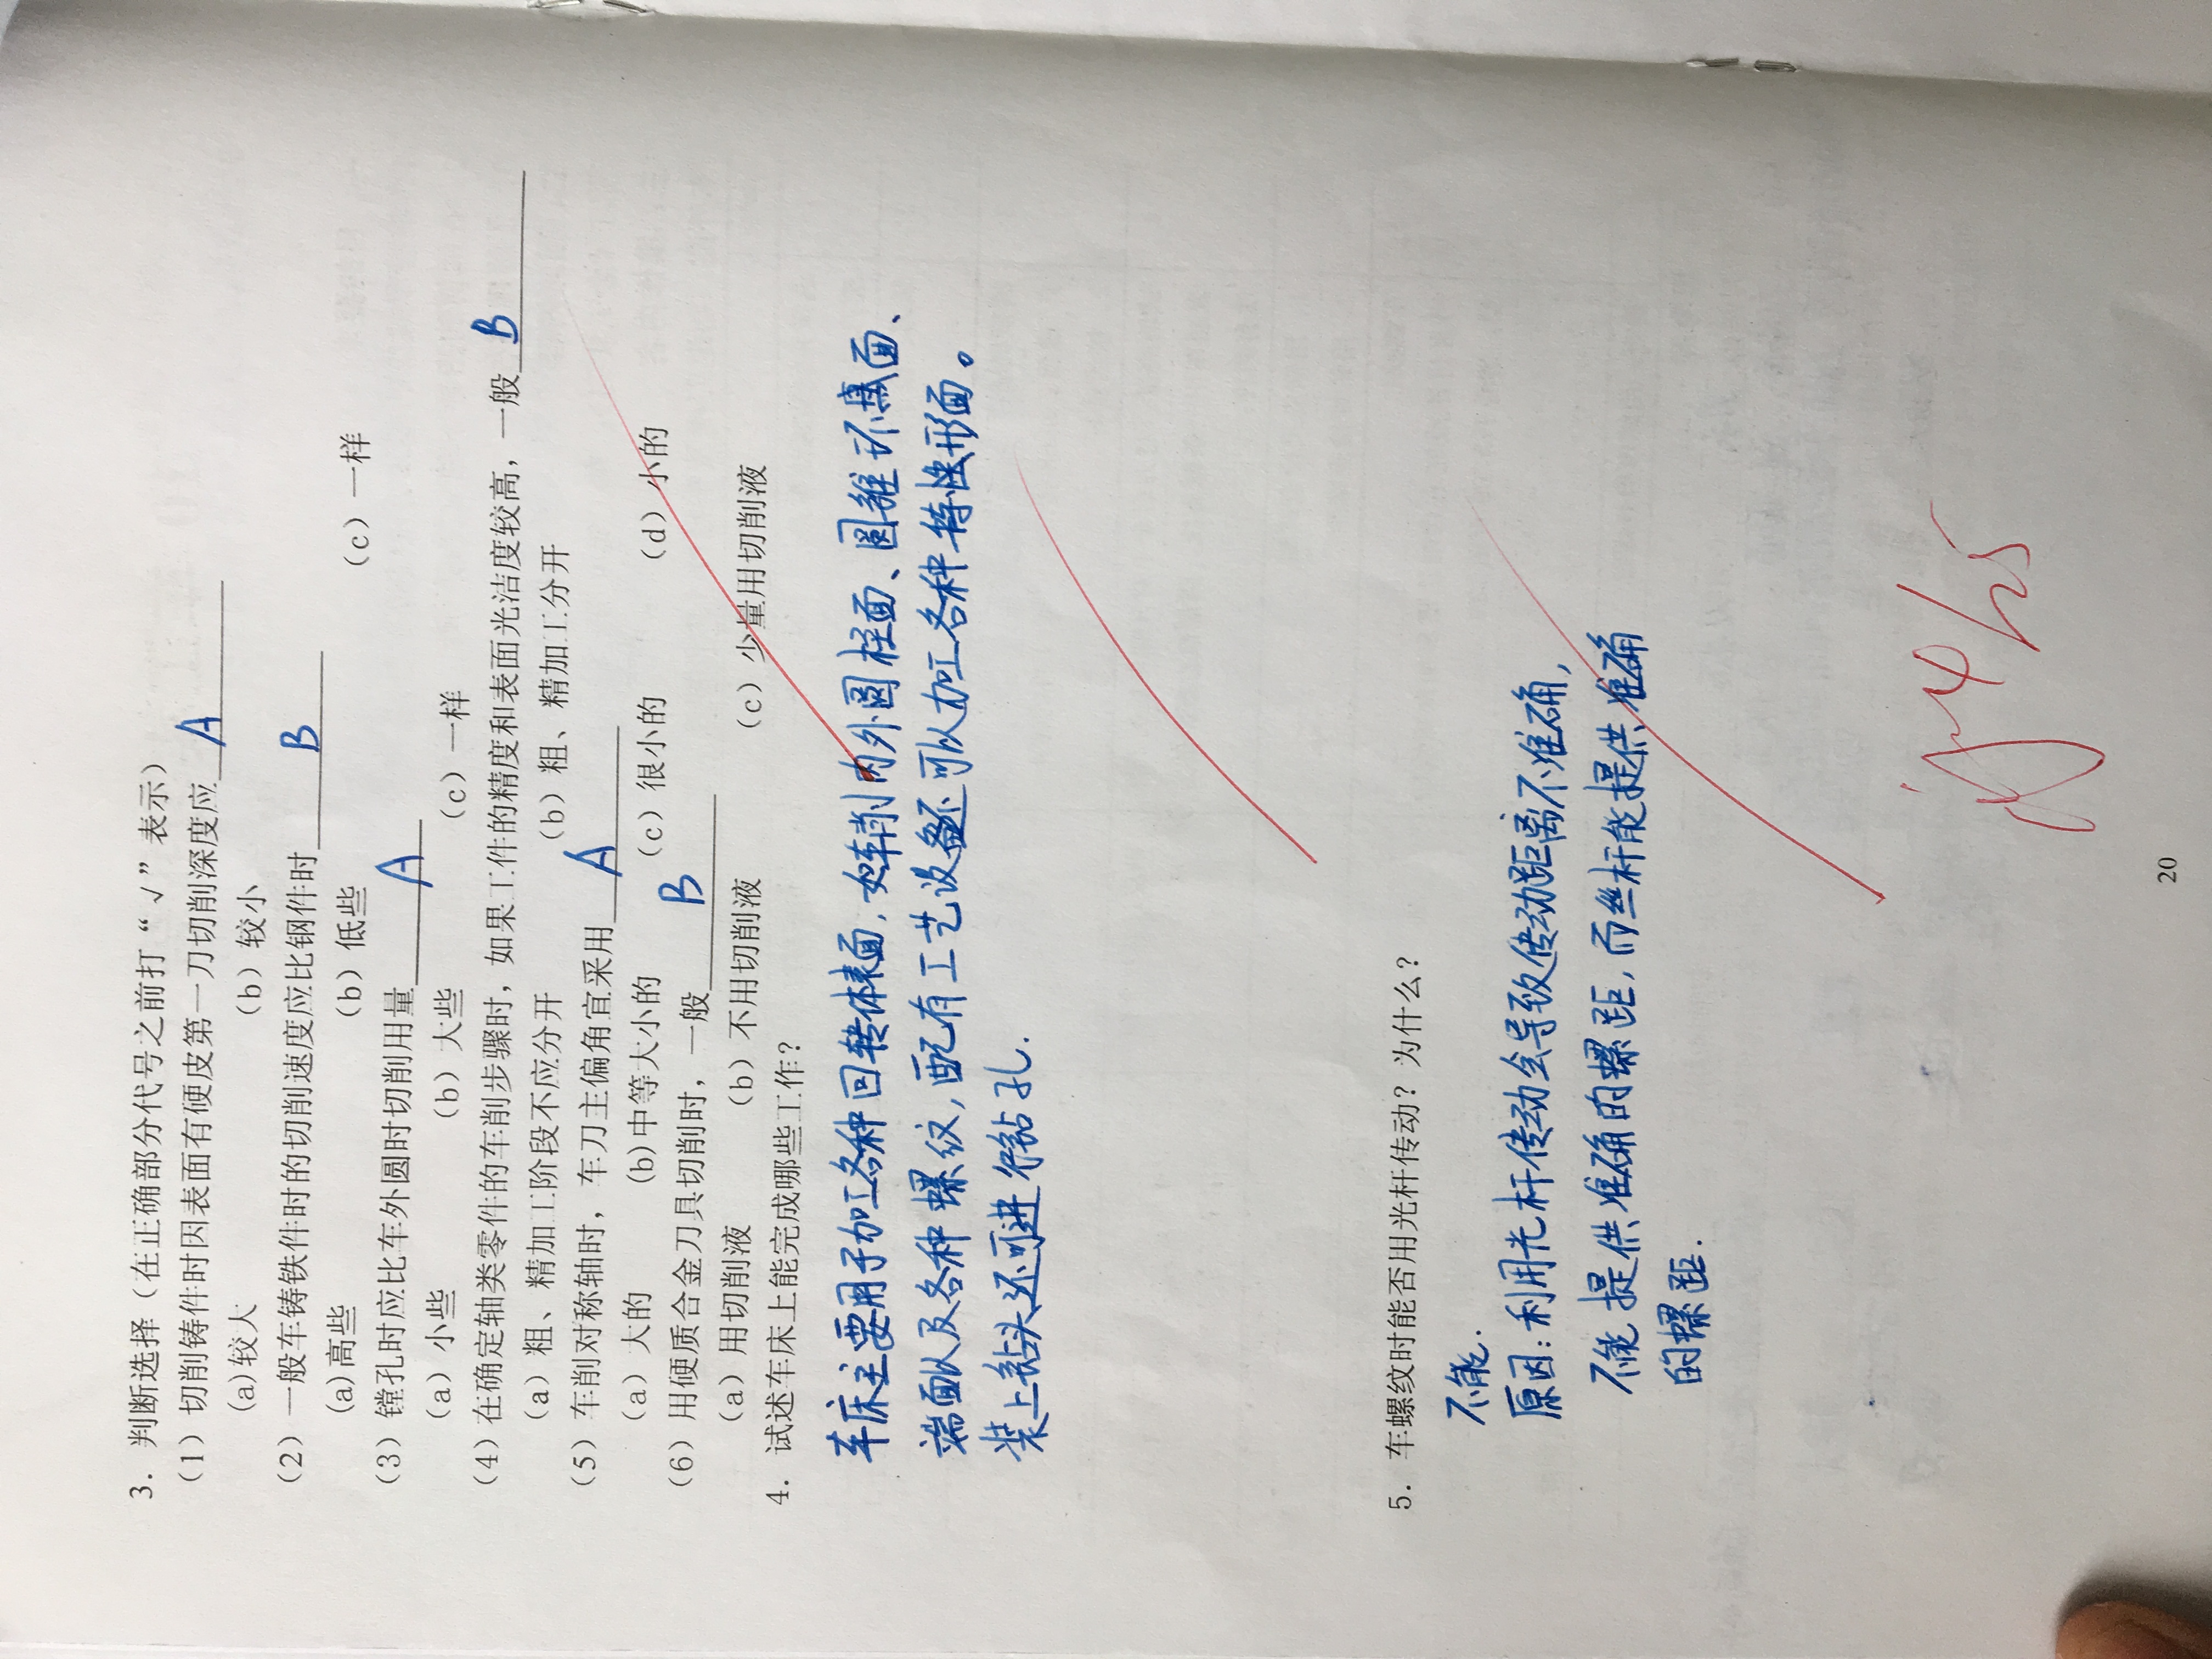 3. 判断选择（在正确部分代号之前打“√”表示）
（1）切削铸件时因表面有硬皮第一刀切削深度应 A
(a)较大 （b）较小
（2）一般车铸铁件时的切削速度应比钢件时 B
(a)高些 （b）低些 （c）一样
（3）镗孔时应比车外圆时切削用量 A
（a）小些 （b）大些 （c）一样
（4）在确定轴类零件的车削步骤时，如果工件的精度和表面光洁度较高，一般 B
（a）粗、精加工阶段不应分开 （b）粗、精加工分开
（5）车削对称轴时，车刀主偏角宜采用 A
（a）大的 (b)中等大小的 （c）很小的 （d）小的
（6）用硬质合金刀具切削时，一般 B
（a）用切削液 （b）不用切削液 （c）少量用切削液
4. 试述车床上能完成哪些工作？
车床主要用于加工各种回转体表面，如车削内外圆柱面、圆锥 环 面、
端面以及各种螺纹，配有工艺设备还可以加工各种特 形面。
装上钻头还可进行钻孔.
5. 车螺纹时能否用光杆传动？为什么？
不能.
原因：利用光杆传动会导致传动距离不准确，
不能提供准确的螺距，而丝杆能提供准确
的螺距.
4/25
20